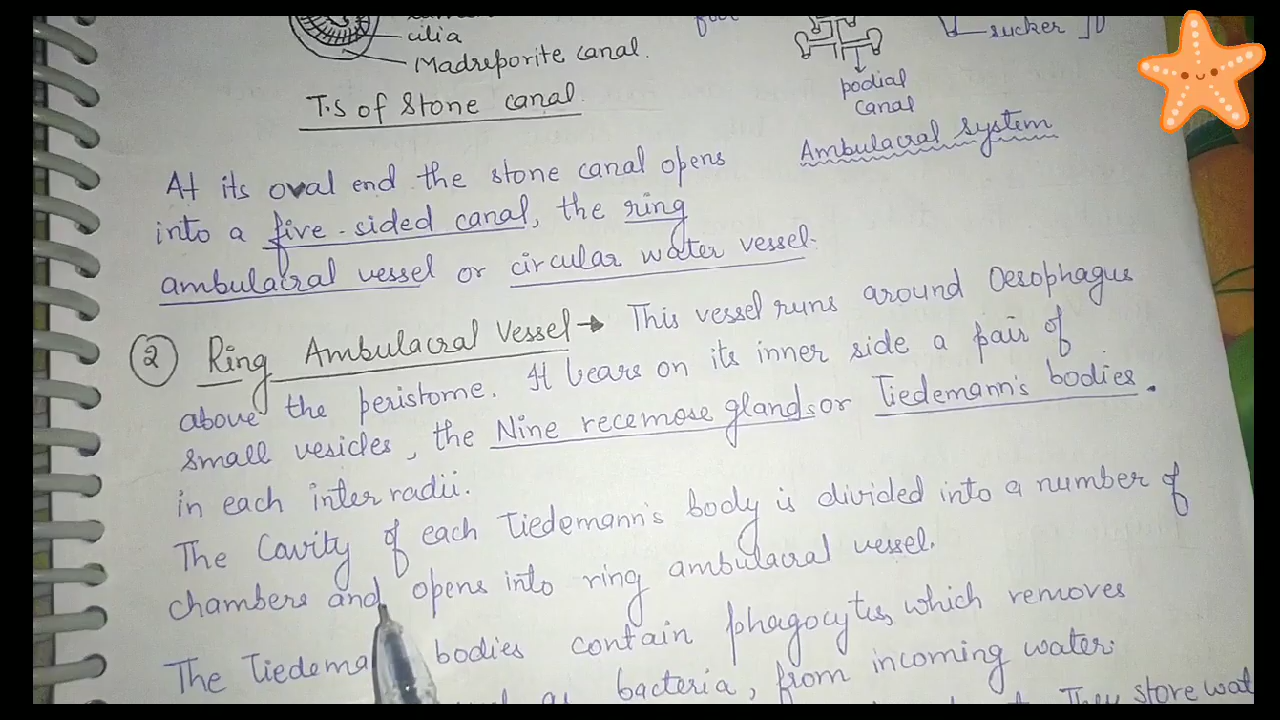 cilia
Madreporite canal.
T.S of Stone canal.
sucker
podial
canal
Ambulacral system
At its oval end the stone canal opens
into a five-sided canal, the ring
ambulacral vessel or circular water vessel.
② Ring Ambulacral Vessel → This vessel runs around Oesophagus
above the peristome. It bears on its inner side a pair of
small vesicles, the Nine recemose glands or Tiedemann's bodies.
in each inter radii.
The Cavity of each Tiedemann's body is divided into a number of
chambers and opens into ring ambulacral vessel.
The Tiedema bodies contain phagocytes, which removes
as bacteria, from incoming water.
They store wat